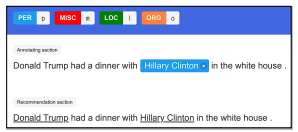 PER p MISC m LOC l ORG o
Annotating section
Donald Trump had a dinner with Hillary Clinton in the white house .
Recommendation section
Donald Trump had a dinner with Hillary Clinton in the white house .